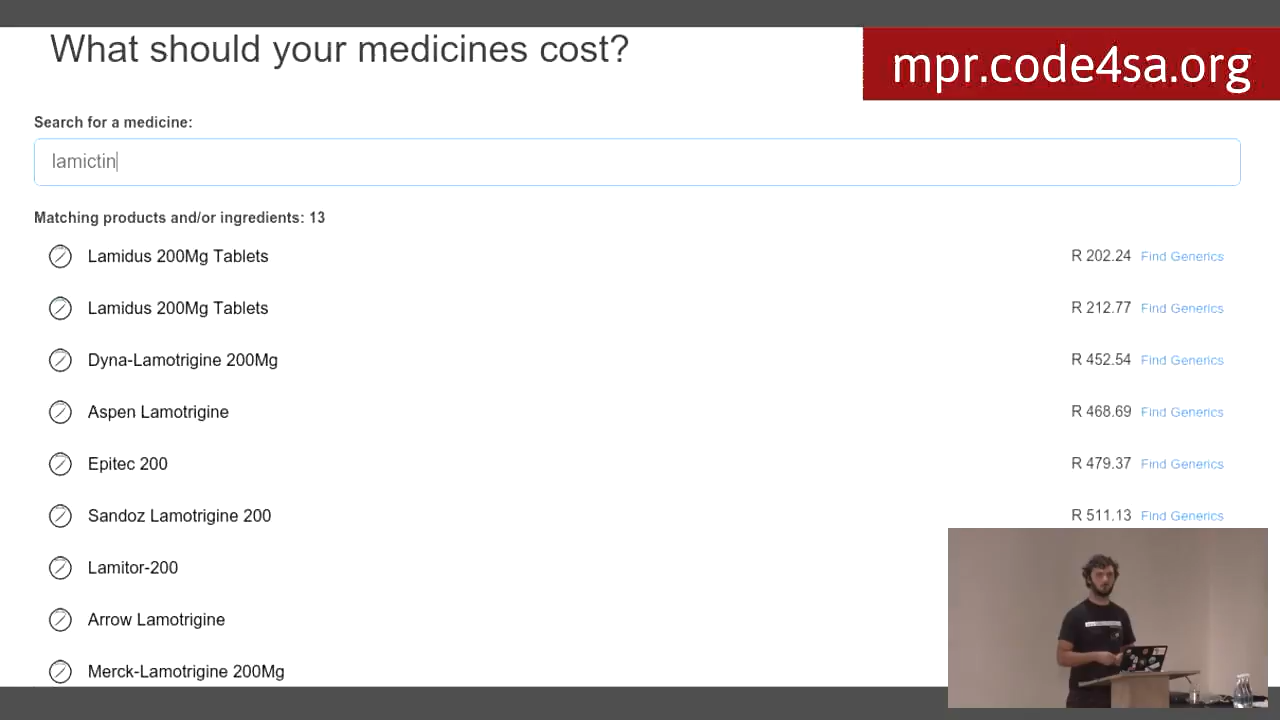 What should your medicines cost?
mpr.code4sa.org
Search for a medicine:
lamictin
Matching products and/or ingredients: 13
Lamidus 200Mg Tablets R 202.24 Find Generics
Lamidus 200Mg Tablets R 212.77 Find Generics
Dyna-Lamotrigine 200Mg R 452.54 Find Generics
Aspen Lamotrigine R 468.69 Find Generics
Epitec 200 R 479.37 Find Generics
Sandoz Lamotrigine 200 R 511.13 Find Generics
Lamitor-200
Arrow Lamotrigine
Merck-Lamotrigine 200Mg